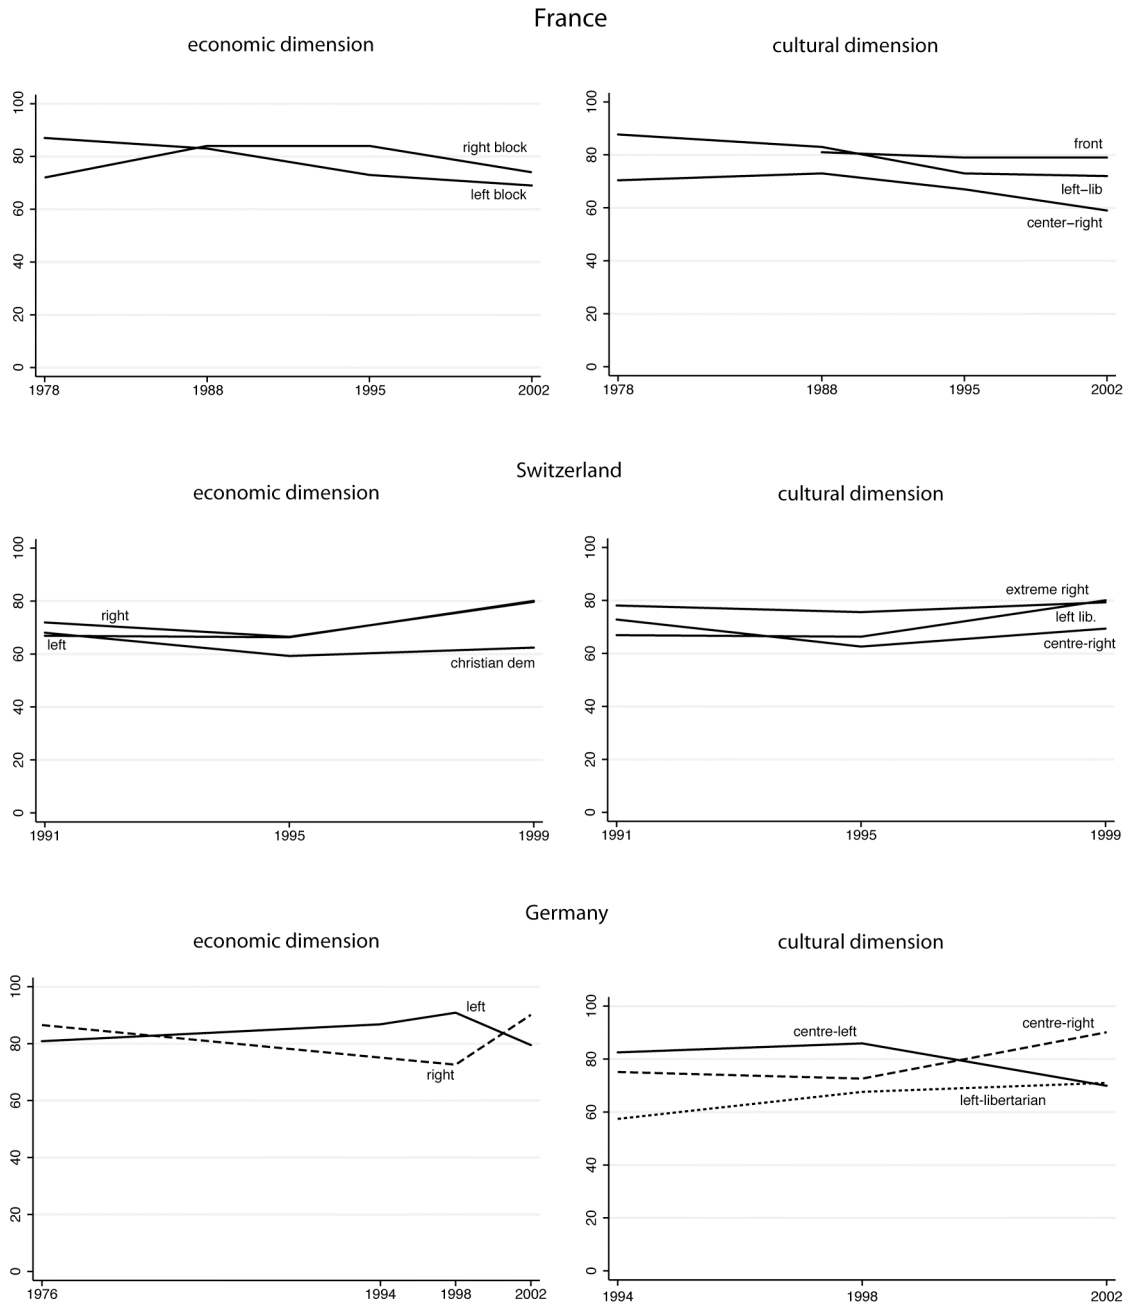 France
economic dimension
cultural dimension
100
80
60
40
20
0
right block
left block
1978
1988
1995
2002
100
80
60
40
20
0
front
left–lib
center–right
1978
1988
1995
2002
Switzerland
economic dimension
cultural dimension
100
80
60
40
20
0
right
left
christian dem
1991
1995
1999
100
80
60
40
20
0
extreme right
left lib.
centre-right
1991
1995
1999
Germany
economic dimension
cultural dimension
100
80
60
40
20
0
left
right
1976
1994
1998
2002
100
80
60
40
20
0
centre-left
centre-right
left-libertarian
1994
1998
2002